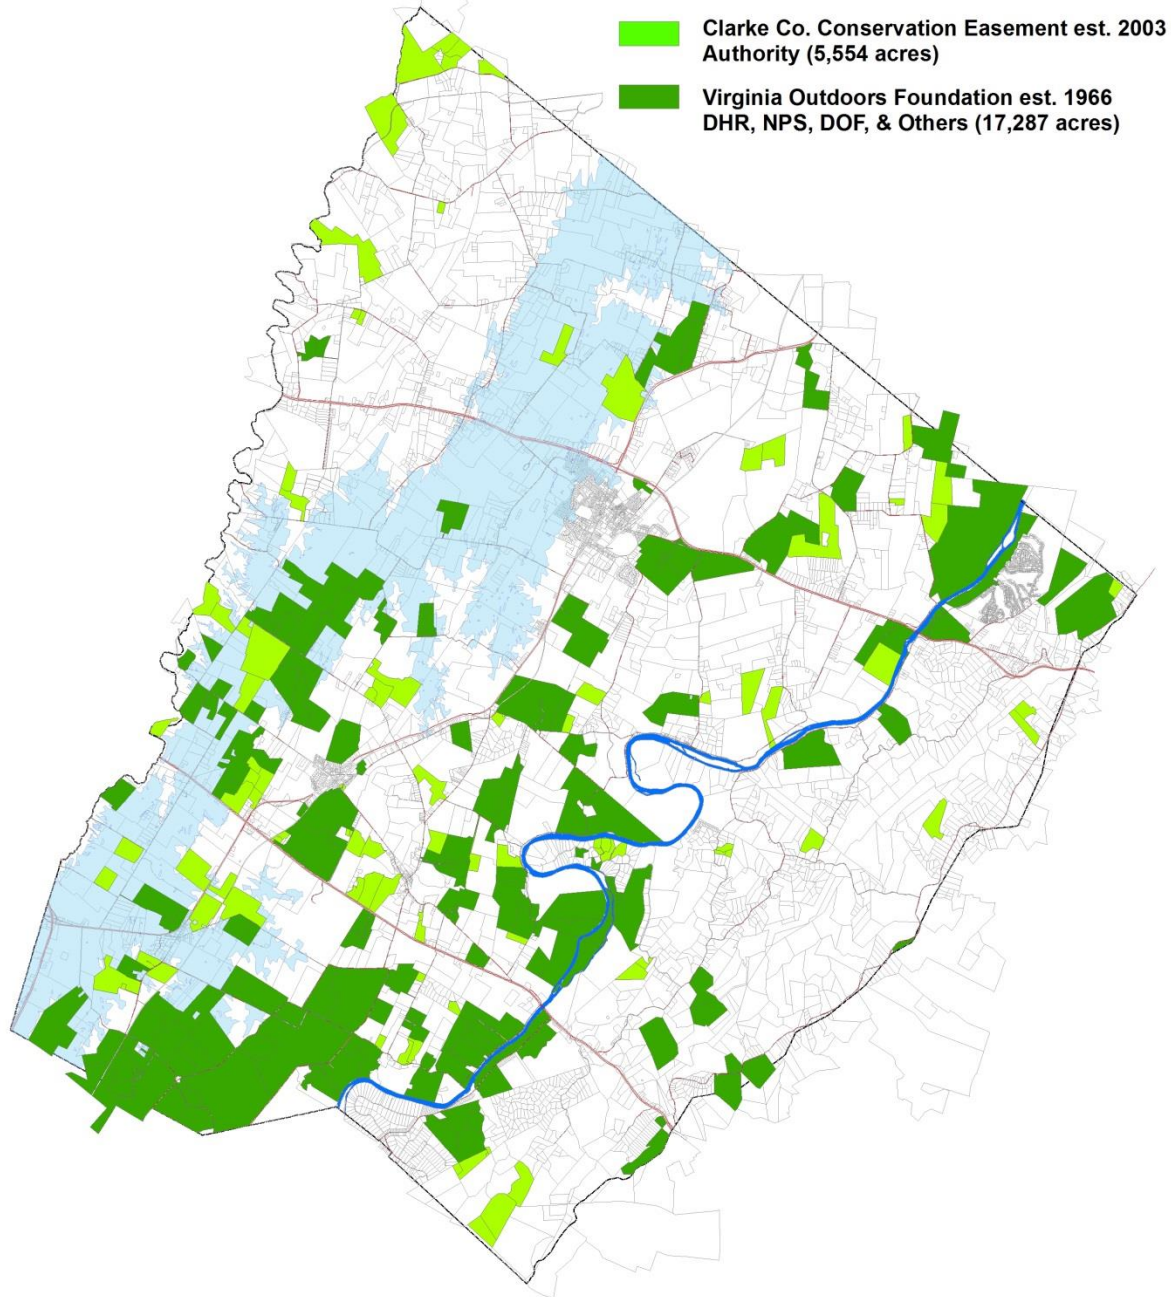 Clarke Co. Conservation Easement est. 2003
Authority (5,554 acres)
Virginia Outdoors Foundation est. 1966
DHR, NPS, DOF, & Others (17,287 acres)